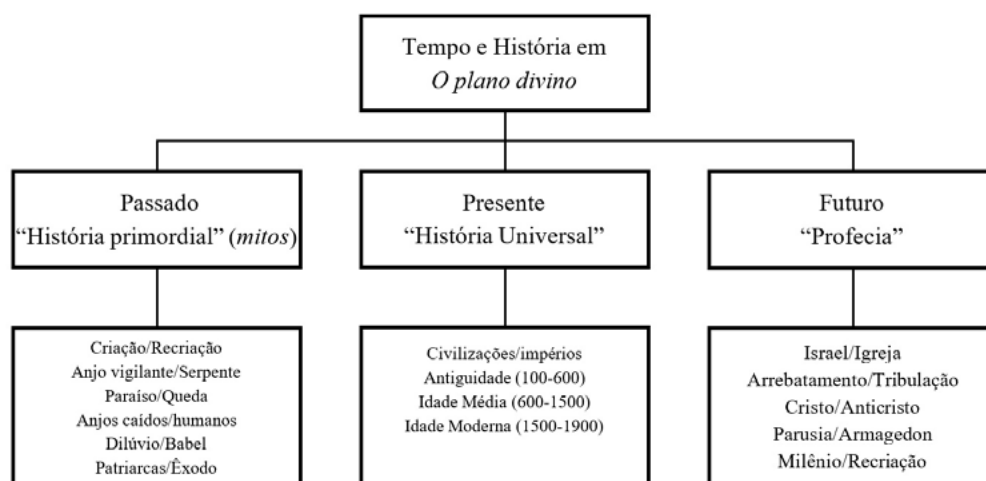 Tempo e História em
O plano divino
Passado
“História primordial” (mitos)
Presente
“História Universal”
Futuro
“Profecia”
Criação/Recriação
Anjo vigilante/Serpente
Paraíso/Queda
Anjos caídos/humanos
Dilúvio/Babel
Patriarcas/Êxodo
Civilizações/impérios
Antiguidade (100-600)
Idade Média (600-1500)
Idade Moderna (1500-1900)
Israel/Igreja
Arrebatamento/Tribulação
Cristo/Anticristo
Parusia/Armagedon
Milênio/Recriação